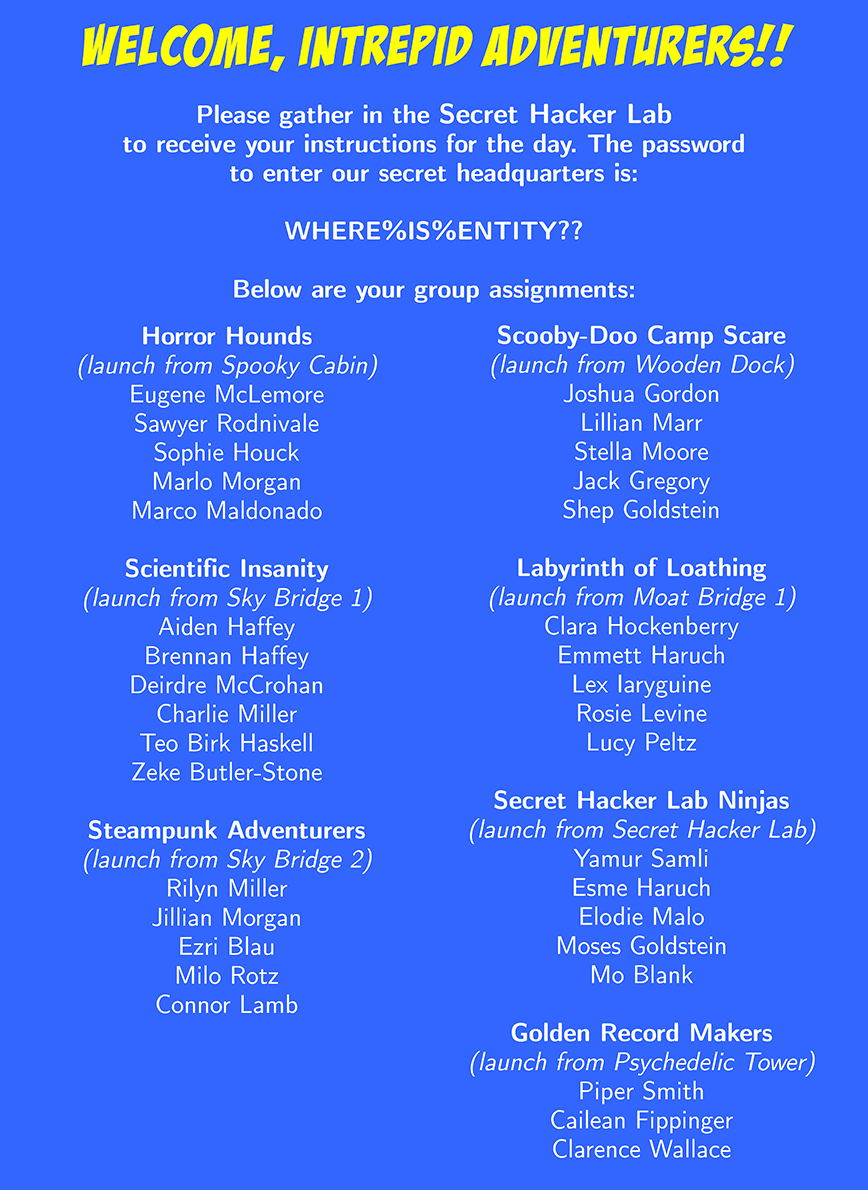 WELCOME, INTREPID ADVENTURERS!!
Please gather in the Secret Hacker Lab
to receive your instructions for the day. The password
to enter our secret headquarters is:
WHERE%IS%ENTITY??
Below are your group assignments:
Horror Hounds
(launch from Spooky Cabin)
Eugene McLemore
Sawyer Rodnivale
Sophie Houck
Marlo Morgan
Marco Maldonado
Scientific Insanity
(launch from Sky Bridge 1)
Aiden Haffey
Brennan Haffey
Deirdre McCrohan
Charlie Miller
Teo Birk Haskell
Zeke Butler-Stone
Steampunk Adventurers
(launch from Sky Bridge 2)
Rilyn Miller
Jillian Morgan
Ezri Blau
Milo Rotz
Connor Lamb
Scooby-Doo Camp Scare
(launch from Wooden Dock)
Joshua Gordon
Lillian Marr
Stella Moore
Jack Gregory
Shep Goldstein
Labyrinth of Loathing
(launch from Moat Bridge 1)
Clara Hockenberry
Emmett Haruch
Lex Iaryguine
Rosie Levine
Lucy Peltz
Secret Hacker Lab Ninjas
(launch from Secret Hacker Lab)
Yamur Samli
Esme Haruch
Elodie Malo
Moses Goldstein
Mo Blank
Golden Record Makers
(launch from Psychedelic Tower)
Piper Smith
Cailean Fippinger
Clarence Wallace